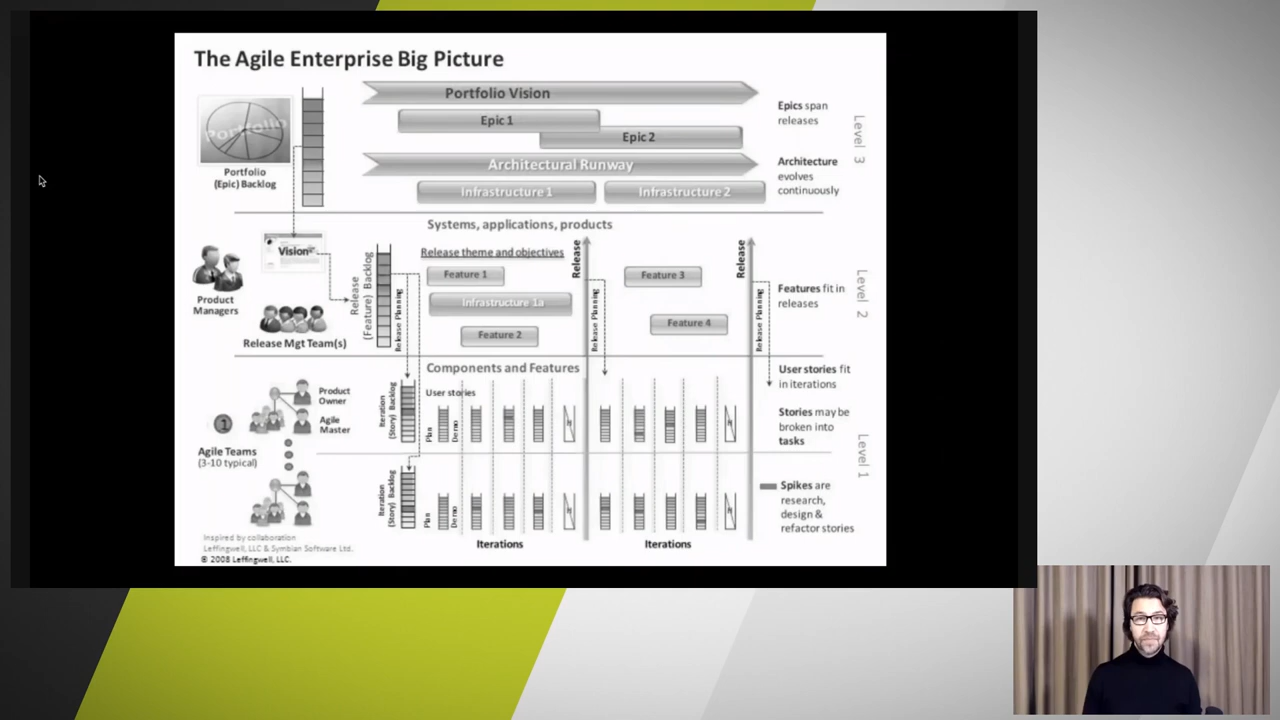 The Agile Enterprise Big Picture
Portfolio
Portfolio
(Epic) Backlog
Portfolio Vision
Epic 1
Epic 2
Architectural Runway
Infrastructure 1
Infrastructure 2
Epics span
releases
Architecture
evolves
continuously
Level 3
Systems, applications, products
Vision
Product
Managers
Release Mgt Team(s)
Release
(Feature) Backlog
Release Planning
Release theme and objectives
Feature 1
Infrastructure 1a
Feature 2
Release
Release Planning
Feature 3
Feature 4
Release
Release Planning
Features fit in
releases
Level 2
Components and Features
Product
Owner
Agile
Master
1
Agile Teams
(3-10 typical)
Iteration
(Story) Backlog
User stories
Plan
Demo
H
H
Iteration
(Story) Backlog
Plan
Demo
H
H
Iterations
Iterations
User stories fit
in iterations
Stories may be
broken into
tasks
Level 1
Spikes are
research,
design &
refactor stories
Inspired by collaboration
Leffingwell, LLC & Symbian Software Ltd.
© 2008 Leffingwell, LLC.